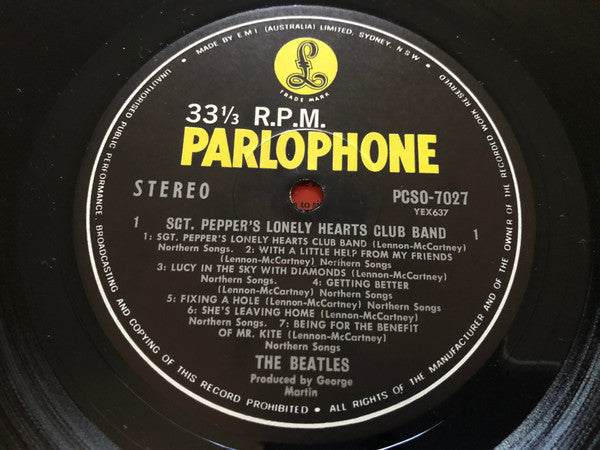 MADE BY E M I (AUSTRALIA) LIMITED, SYDNEY, N·S·W •
£
TRADE MARK
33⅓ R.P.M.
PARLOPHONE
STEREO
PCSO-7027
YEX637
1 SGT. PEPPER'S LONELY HEARTS CLUB BAND 1
1: SGT. PEPPER'S LONELY HEARTS CLUB BAND (Lennon-McCartney)
Northern Songs. 2: WITH A LITTLE HELP FROM MY FRIENDS
(Lennon-McCartney) Northern Songs
3: LUCY IN THE SKY WITH DIAMONDS (Lennon-McCartney)
Northern Songs 4: GETTING BETTER
(Lennon-McCartney) Northern Songs
5: FIXING A HOLE (Lennon-McCartney) Northern Songs
6: SHE'S LEAVING HOME (Lennon-McCartney)
Northern Songs. 7: BEING FOR THE BENEFIT
OF MR. KITE (Lennon-McCartney)
Northern Songs
THE BEATLES
Produced by George
Martin
UNAUTHORISED PUBLIC PERFORMANCE, BROADCASTING AND COPYING OF THIS RECORD PROHIBITED • ALL RIGHTS OF THE MANUFACTURER AND OF THE OWNER OF THE RECORDED WORK RESERVED